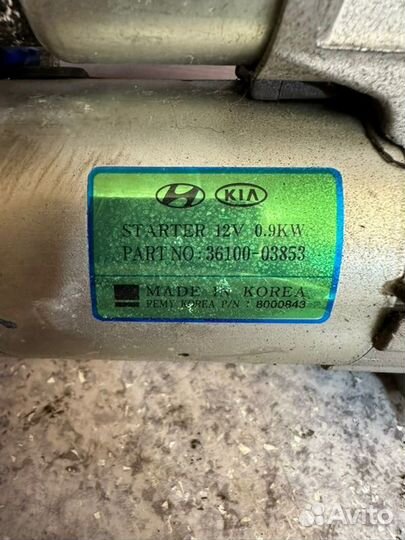 KIA
STARTER 12V 0.9KW
PART NO : 36100-03853
MADE IN KOREA
REMY KOREA P/N : 8000843
Avito